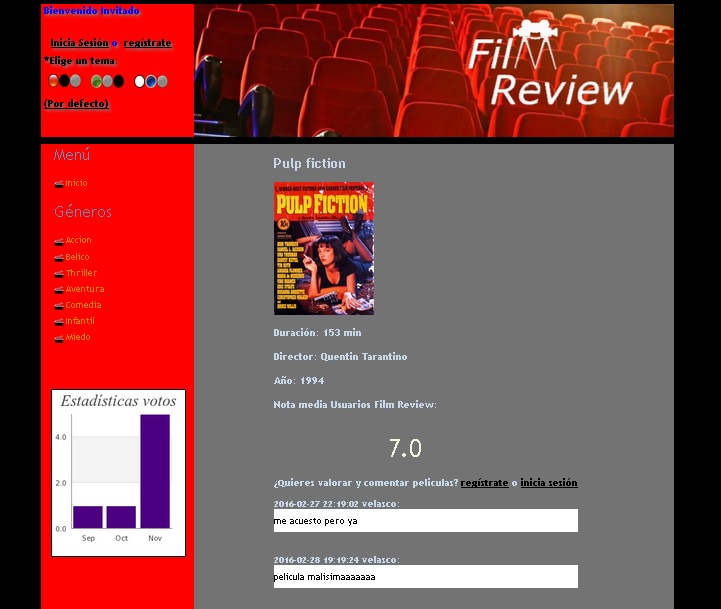 Bienvenido Invitado
Inicia Sesión o regístrate
*Elige un tema:
(Por defecto)
Film
Review
Menú
Inicio
Géneros
Accion
Belico
Thriller
Aventura
Comedia
Infantil
Miedo
Estadísticas votos
4.0
2.0
0.0
Sep Oct Nov
Pulp fiction
PULP FICTION
Duración: 153 min
Director: Quentin Tarantino
Año: 1994
Nota media Usuarios Film Review:
7.0
¿Quieres valorar y comentar peliculas? regístrate o inicia sesión
2016-02-27 22:19:02 velasco:
me acuesto pero ya
2016-02-28 19:19:24 velasco:
pelicula malisimaaaaaaa